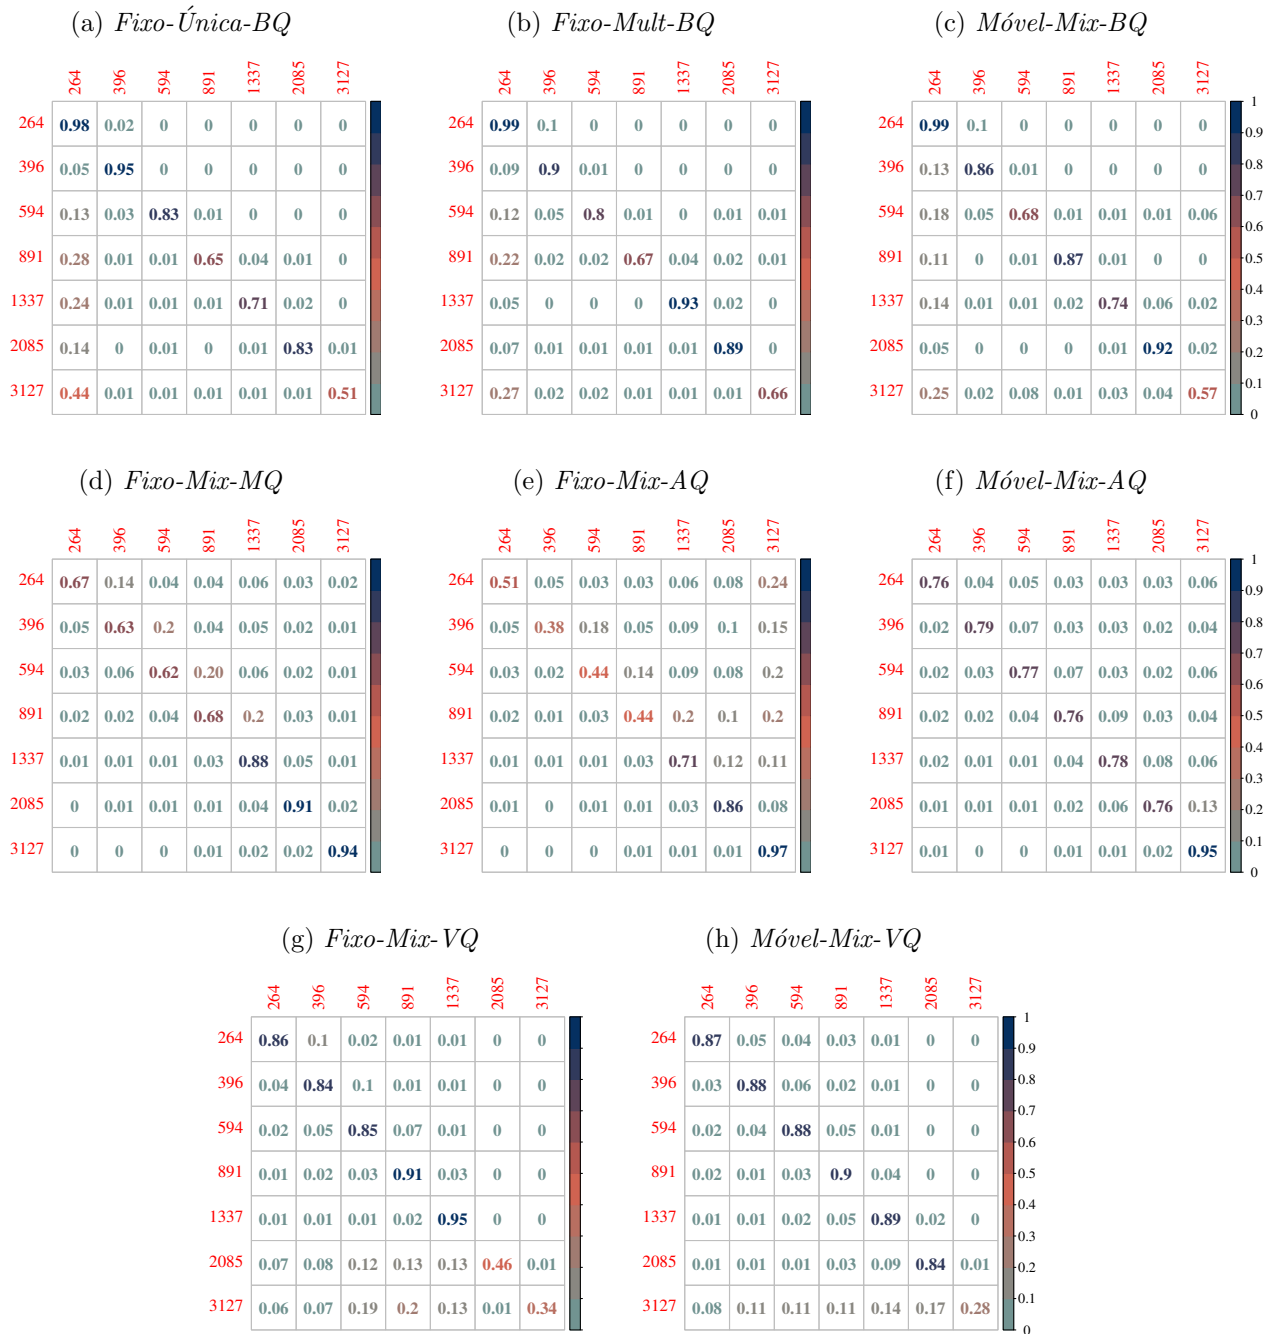 (a) Fixo-Única-BQ (b) Fixo-Mult-BQ (c) Móvel-Mix-BQ
264 396 594 891 1337 2085 3127 264 396 594 891 1337 2085 3127 264 396 594 891 1337 2085 3127
264 0.98 0.02 0 0 0 0 0 264 0.99 0.1 0 0 0 0 0 264 0.99 0.1 0 0 0 0 0 1
0.9
396 0.05 0.95 0 0 0 0 0 396 0.09 0.9 0.01 0 0 0 0 396 0.13 0.86 0.01 0 0 0 0 0.8
0.7
594 0.13 0.03 0.83 0.01 0 0 0 594 0.12 0.05 0.8 0.01 0 0.01 0.01 594 0.18 0.05 0.68 0.01 0.01 0.01 0.06
0.6
891 0.28 0.01 0.01 0.65 0.04 0.01 0 891 0.22 0.02 0.02 0.67 0.04 0.02 0.01 891 0.11 0 0.01 0.87 0.01 0 0 0.5
0.4
1337 0.24 0.01 0.01 0.01 0.71 0.02 0 1337 0.05 0 0 0 0.93 0.02 0 1337 0.14 0.01 0.01 0.02 0.74 0.06 0.02
0.3
2085 0.14 0 0.01 0 0.01 0.83 0.01 2085 0.07 0.01 0.01 0.01 0.01 0.89 0 2085 0.05 0 0 0 0.01 0.92 0.02 0.2
0.1
3127 0.44 0.01 0.01 0.01 0.01 0.01 0.51 3127 0.27 0.02 0.02 0.01 0.01 0.01 0.66 3127 0.25 0.02 0.08 0.01 0.03 0.04 0.57
0
(d) Fixo-Mix-MQ (e) Fixo-Mix-AQ (f) Móvel-Mix-AQ
264 396 594 891 1337 2085 3127 264 396 594 891 1337 2085 3127 264 396 594 891 1337 2085 3127
264 0.67 0.14 0.04 0.04 0.06 0.03 0.02 264 0.51 0.05 0.03 0.03 0.06 0.08 0.24 264 0.76 0.04 0.05 0.03 0.03 0.03 0.06 1
0.9
396 0.05 0.63 0.2 0.04 0.05 0.02 0.01 396 0.05 0.38 0.18 0.05 0.09 0.1 0.15 396 0.02 0.79 0.07 0.03 0.03 0.02 0.04 0.8
0.7
594 0.03 0.06 0.62 0.20 0.06 0.02 0.01 594 0.03 0.02 0.44 0.14 0.09 0.08 0.2 594 0.02 0.03 0.77 0.07 0.03 0.02 0.06
0.6
891 0.02 0.02 0.04 0.68 0.2 0.03 0.01 891 0.02 0.01 0.03 0.44 0.2 0.1 0.2 891 0.02 0.02 0.04 0.76 0.09 0.03 0.04 0.5
0.4
1337 0.01 0.01 0.01 0.03 0.88 0.05 0.01 1337 0.01 0.01 0.01 0.03 0.71 0.12 0.11 1337 0.02 0.01 0.01 0.04 0.78 0.08 0.06
0.3
2085 0 0.01 0.01 0.01 0.04 0.91 0.02 2085 0.01 0 0.01 0.01 0.03 0.86 0.08 2085 0.01 0.01 0.01 0.02 0.06 0.76 0.13 0.2
0.1
3127 0 0 0 0.01 0.02 0.02 0.94 3127 0 0 0 0.01 0.01 0.01 0.97 3127 0.01 0 0 0.01 0.01 0.02 0.95
0
(g) Fixo-Mix-VQ (h) Móvel-Mix-VQ
264 396 594 891 1337 2085 3127 264 396 594 891 1337 2085 3127
264 0.86 0.1 0.02 0.01 0.01 0 0 264 0.87 0.05 0.04 0.03 0.01 0 0 1
0.9
396 0.04 0.84 0.1 0.01 0.01 0 0 396 0.03 0.88 0.06 0.02 0.01 0 0 0.8
0.7
594 0.02 0.05 0.85 0.07 0.01 0 0 594 0.02 0.04 0.88 0.05 0.01 0 0
0.6
891 0.01 0.02 0.03 0.91 0.03 0 0 891 0.02 0.01 0.03 0.9 0.04 0 0 0.5
0.4
1337 0.01 0.01 0.01 0.02 0.95 0 0 1337 0.01 0.01 0.02 0.05 0.89 0.02 0
0.3
2085 0.07 0.08 0.12 0.13 0.13 0.46 0.01 2085 0.01 0.01 0.01 0.03 0.09 0.84 0.01 0.2
0.1
3127 0.06 0.07 0.19 0.2 0.13 0.01 0.34 3127 0.08 0.11 0.11 0.11 0.14 0.17 0.28
0